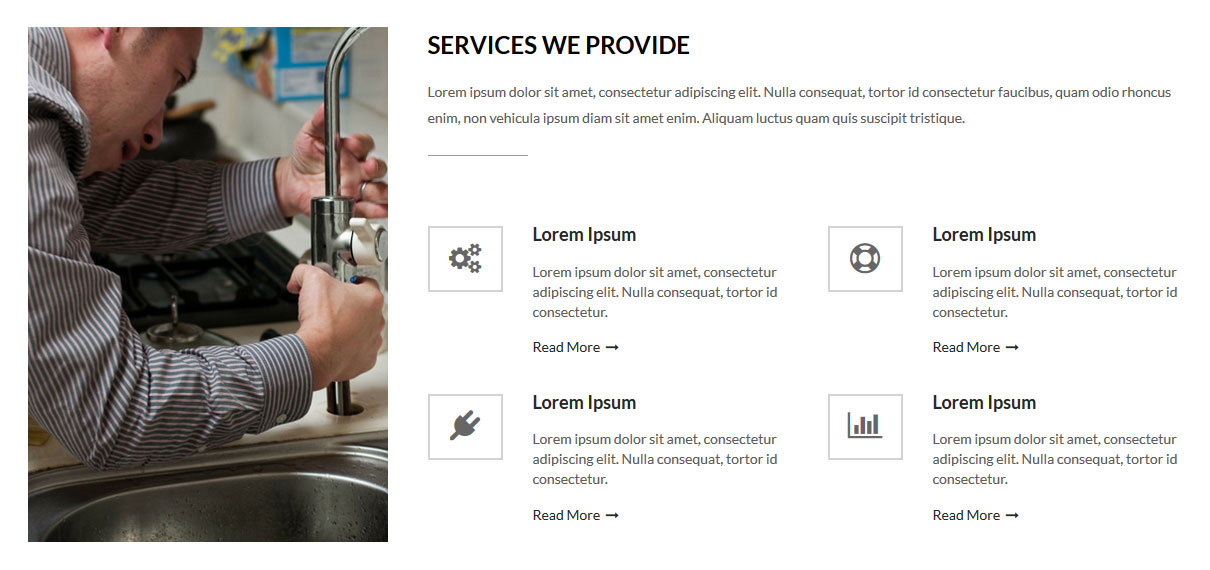 SERVICES WE PROVIDE
Lorem ipsum dolor sit amet, consectetur adipiscing elit. Nulla consequat, tortor id consectetur faucibus, quam odio rhoncus
enim, non vehicula ipsum diam sit amet enim. Aliquam luctus quam quis suscipit tristique.
Lorem Ipsum
Lorem ipsum dolor sit amet, consectetur
adipiscing elit. Nulla consequat, tortor id
consectetur.
Read More
Lorem Ipsum
Lorem ipsum dolor sit amet, consectetur
adipiscing elit. Nulla consequat, tortor id
consectetur.
Read More
Lorem Ipsum
Lorem ipsum dolor sit amet, consectetur
adipiscing elit. Nulla consequat, tortor id
consectetur.
Read More
Lorem Ipsum
Lorem ipsum dolor sit amet, consectetur
adipiscing elit. Nulla consequat, tortor id
consectetur.
Read More